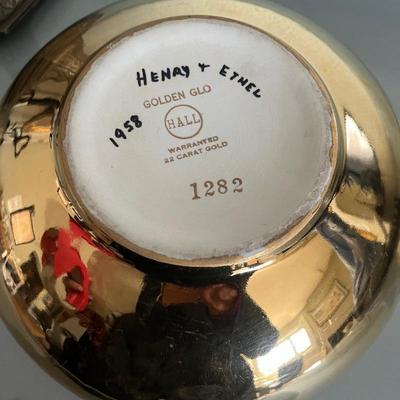 HENRY + ETHEL
1958
GOLDEN GLO
HALL
WARRANTED
22 CARAT GOLD
1282